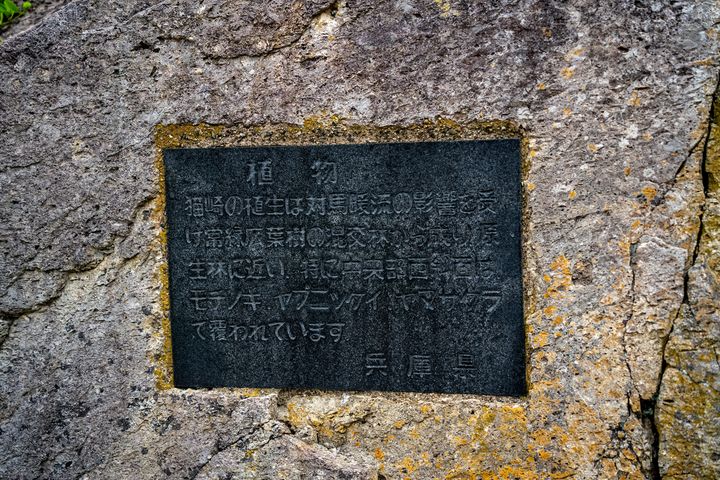 植物
猫崎の植生は対馬暖流の影響を受
け常緑広葉樹の混交林から成り原
生林に近い 特に中央部西斜面は
モチノキ ヤブニッケイ ヤマザクラ
で覆われています
兵庫県